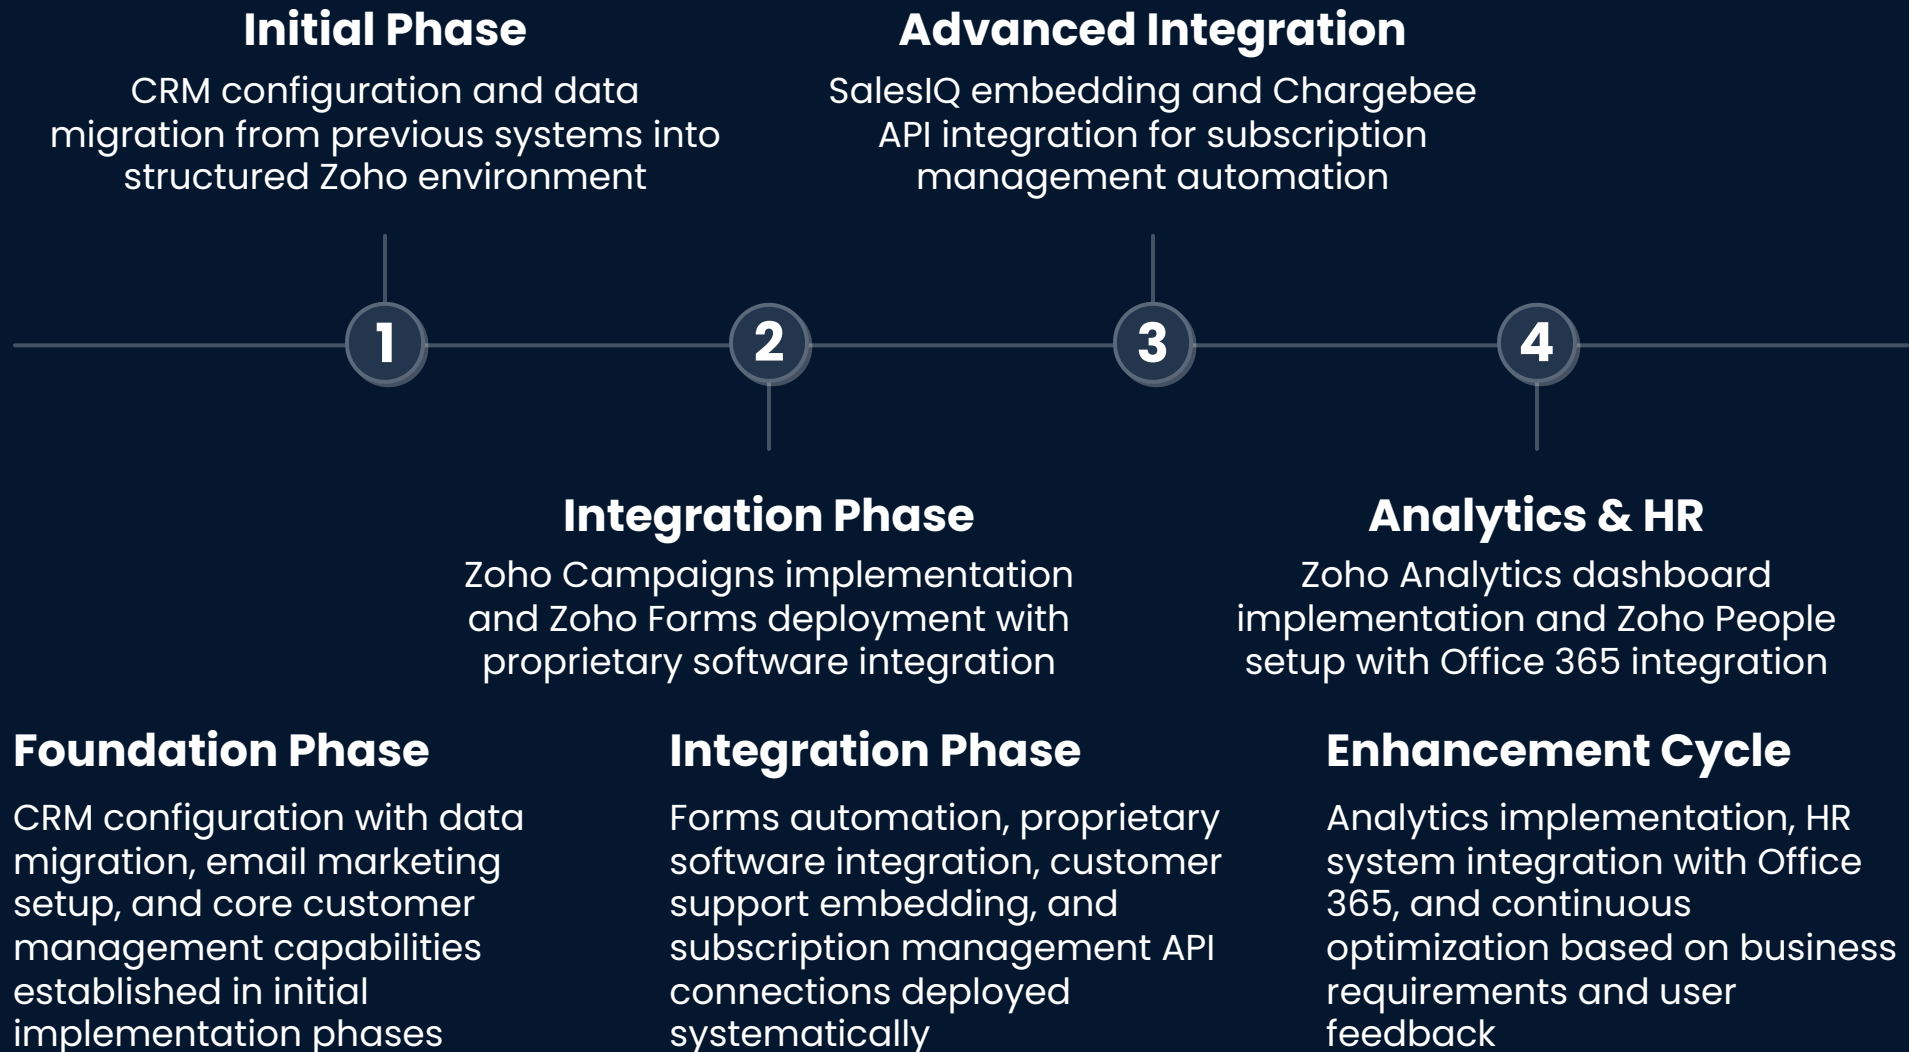 Initial Phase
CRM configuration and data
migration from previous systems into
structured Zoho environment
Advanced Integration
SalesIQ embedding and Chargebee
API integration for subscription
management automation
1
2
3
4
Integration Phase
Zoho Campaigns implementation
and Zoho Forms deployment with
proprietary software integration
Analytics & HR
Zoho Analytics dashboard
implementation and Zoho People
setup with Office 365 integration
Foundation Phase
CRM configuration with data
migration, email marketing
setup, and core customer
management capabilities
established in initial
implementation phases
Integration Phase
Forms automation, proprietary
software integration, customer
support embedding, and
subscription management API
connections deployed
systematically
Enhancement Cycle
Analytics implementation, HR
system integration with Office
365, and continuous
optimization based on business
requirements and user
feedback